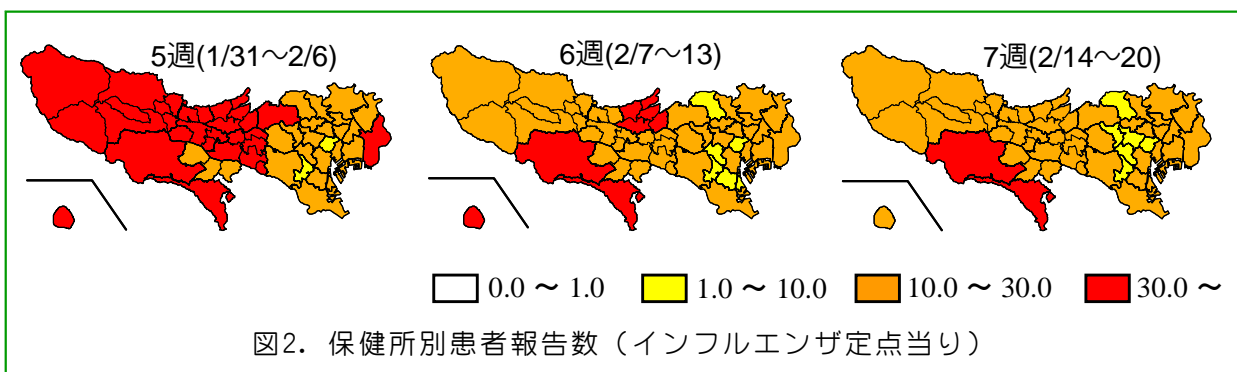 5週(1/31～2/6)
6週(2/7～13)
7週(2/14～20)
0.0 ～ 1.0
1.0 ～ 10.0
10.0 ～ 30.0
30.0 ～
図2. 保健所別患者報告数（インフルエンザ定点当り）